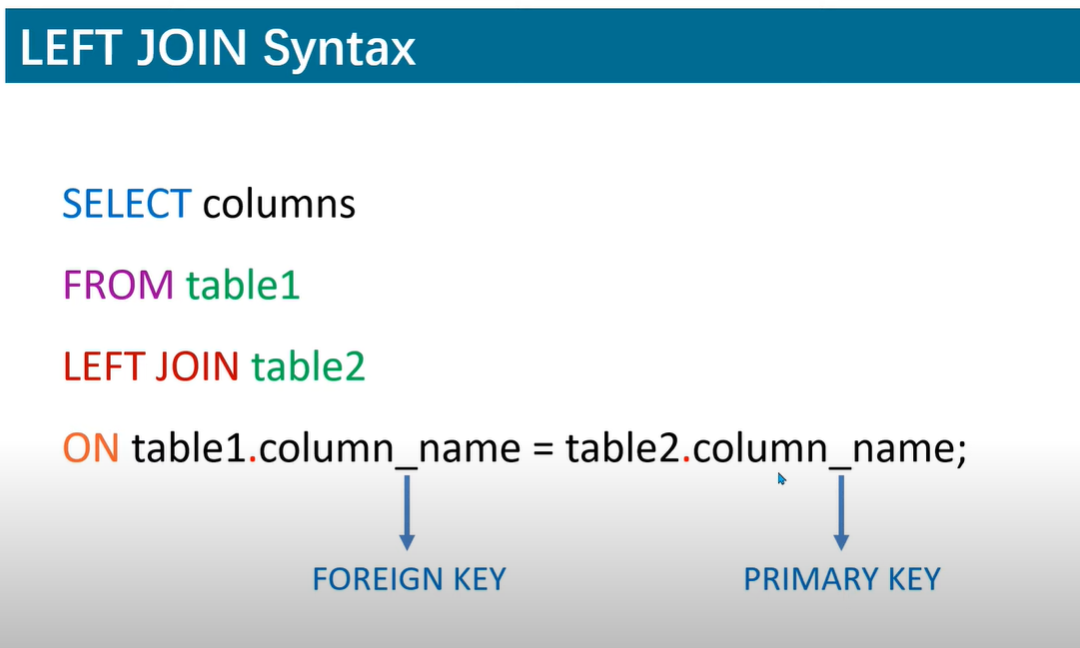 LEFT JOIN Syntax
SELECT columns
FROM table1
LEFT JOIN table2
ON table1.column_name = table2.column_name;
FOREIGN KEY
PRIMARY KEY